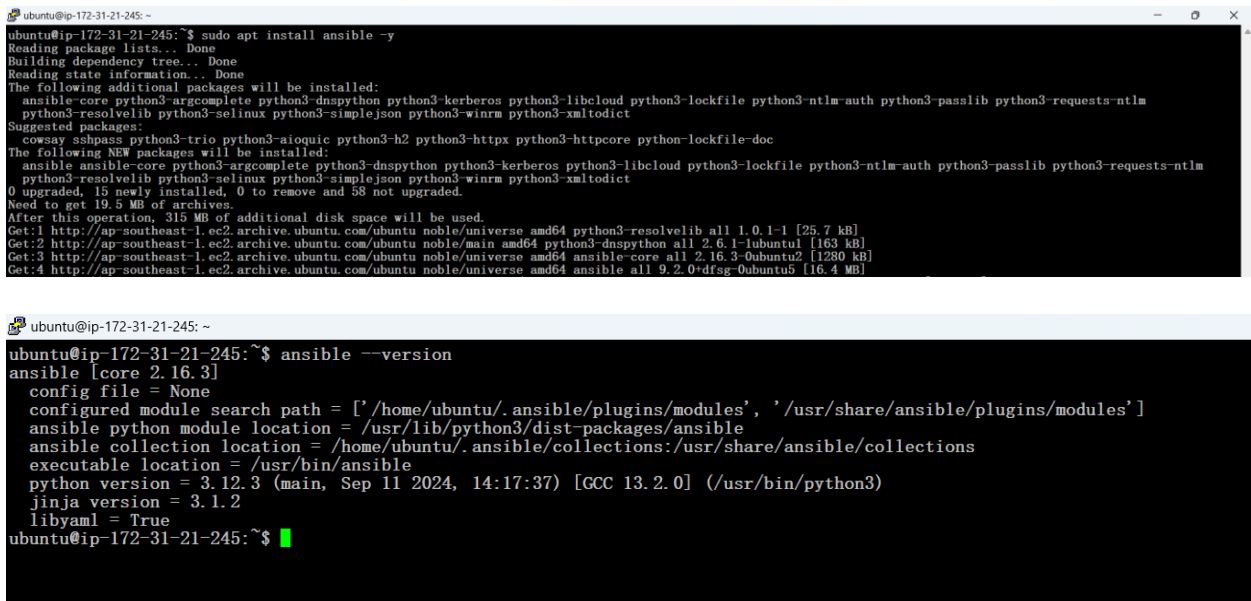 ubuntu@ip-172-31-21-245: ~
ubuntu@ip-172-31-21-245:~$ sudo apt install ansible -y
Reading package lists... Done
Building dependency tree... Done
Reading state information... Done
The following additional packages will be installed:
  ansible-core python3-argcomplete python3-dnspython python3-kerberos python3-libcloud python3-lockfile python3-ntlm-auth python3-passlib python3-requests-ntlm
  python3-resolvelib python3-selinux python3-simplejson python3-winrm python3-xmltodict
Suggested packages:
  cowsay sshpass python3-trio python3-aioquic python3-h2 python3-httpx python3-httpcore python-lockfile-doc
The following NEW packages will be installed:
  ansible ansible-core python3-argcomplete python3-dnspython python3-kerberos python3-libcloud python3-lockfile python3-ntlm-auth python3-passlib python3-requests-ntlm
  python3-resolvelib python3-selinux python3-simplejson python3-winrm python3-xmltodict
0 upgraded, 15 newly installed, 0 to remove and 58 not upgraded.
Need to get 19.5 MB of archives.
After this operation, 315 MB of additional disk space will be used.
Get:1 http://ap-southeast-1.ec2.archive.ubuntu.com/ubuntu noble/universe amd64 python3-resolvelib all 1.0.1-1 [25.7 kB]
Get:2 http://ap-southeast-1.ec2.archive.ubuntu.com/ubuntu noble/main amd64 python3-dnspython all 2.6.1-1ubuntu1 [163 kB]
Get:3 http://ap-southeast-1.ec2.archive.ubuntu.com/ubuntu noble/universe amd64 ansible-core all 2.16.3-0ubuntu2 [1280 kB]
Get:4 http://ap-southeast-1.ec2.archive.ubuntu.com/ubuntu noble/universe amd64 ansible all 9.2.0+dfsg-0ubuntu5 [16.4 MB]
ubuntu@ip-172-31-21-245: ~
ubuntu@ip-172-31-21-245:~$ ansible --version
ansible [core 2.16.3]
  config file = None
  configured module search path = ['/home/ubuntu/.ansible/plugins/modules', '/usr/share/ansible/plugins/modules']
  ansible python module location = /usr/lib/python3/dist-packages/ansible
  ansible collection location = /home/ubuntu/.ansible/collections:/usr/share/ansible/collections
  executable location = /usr/bin/ansible
  python version = 3.12.3 (main, Sep 11 2024, 14:17:37) [GCC 13.2.0] (/usr/bin/python3)
  jinja version = 3.1.2
  libyaml = True
ubuntu@ip-172-31-21-245:~$